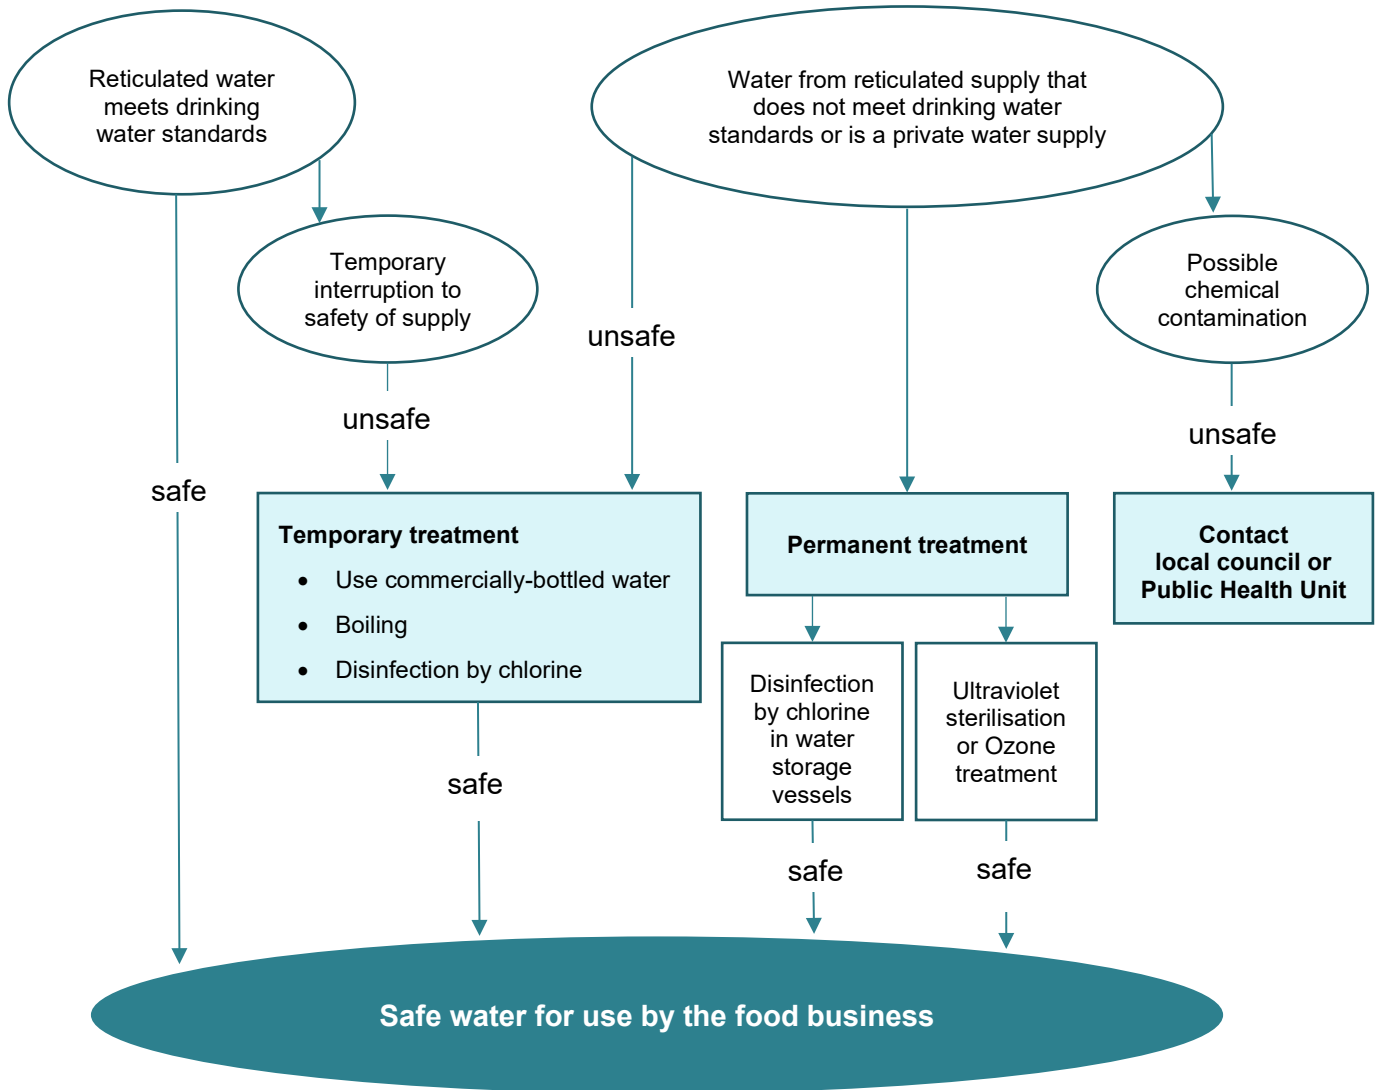 Reticulated water
meets drinking
water standards
Water from reticulated supply that
does not meet drinking water
standards or is a private water supply
Temporary
interruption to
safety of supply
Possible
chemical
contamination
unsafe
unsafe
unsafe
safe
Temporary treatment
• Use commercially-bottled water
• Boiling
• Disinfection by chlorine
Permanent treatment
Contact
local council or
Public Health Unit
Disinfection
by chlorine
in water
storage
vessels
Ultraviolet
sterilisation
or Ozone
treatment
safe
safe
safe
Safe water for use by the food business